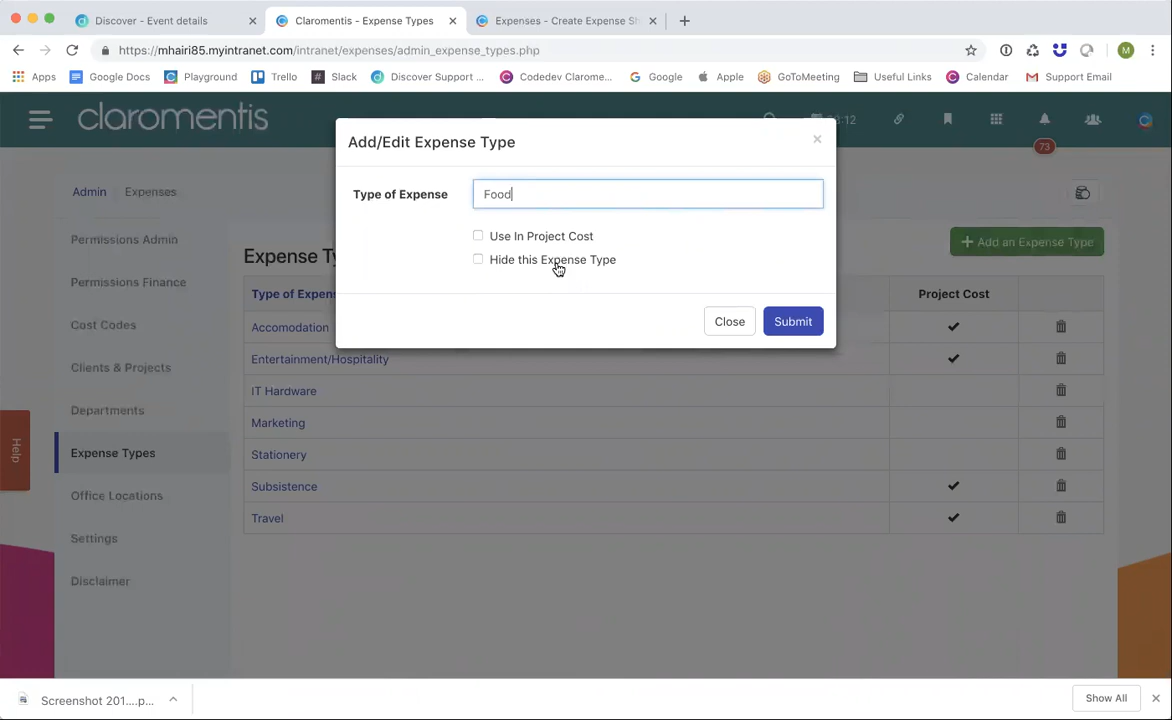 Discover - Event details
Claromentis - Expense Types
Expenses - Create Expense Sh
https://mhairi85.myintranet.com/intranet/expenses/admin_expense_types.php
M
Apps
Google Docs
Playground
Trello
Slack
Discover Support ...
Codedev Clarome...
Google
Apple
GoToMeeting
Useful Links
Calendar
Support Email
claromentis
:12
73
Add/Edit Expense Type
×
Type of Expense
Food
Use In Project Cost
Hide this Expense Type
Close
Submit
Admin
Expenses
Permissions Admin
Permissions Finance
Cost Codes
Clients & Projects
Departments
Expense Types
Office Locations
Settings
Disclaimer
Help
Expense Ty
+ Add an Expense Type
Type of Expens
Project Cost
Accomodation
Entertainment/Hospitality
IT Hardware
Marketing
Stationery
Subsistence
Travel
Screenshot 201....p...
Show All